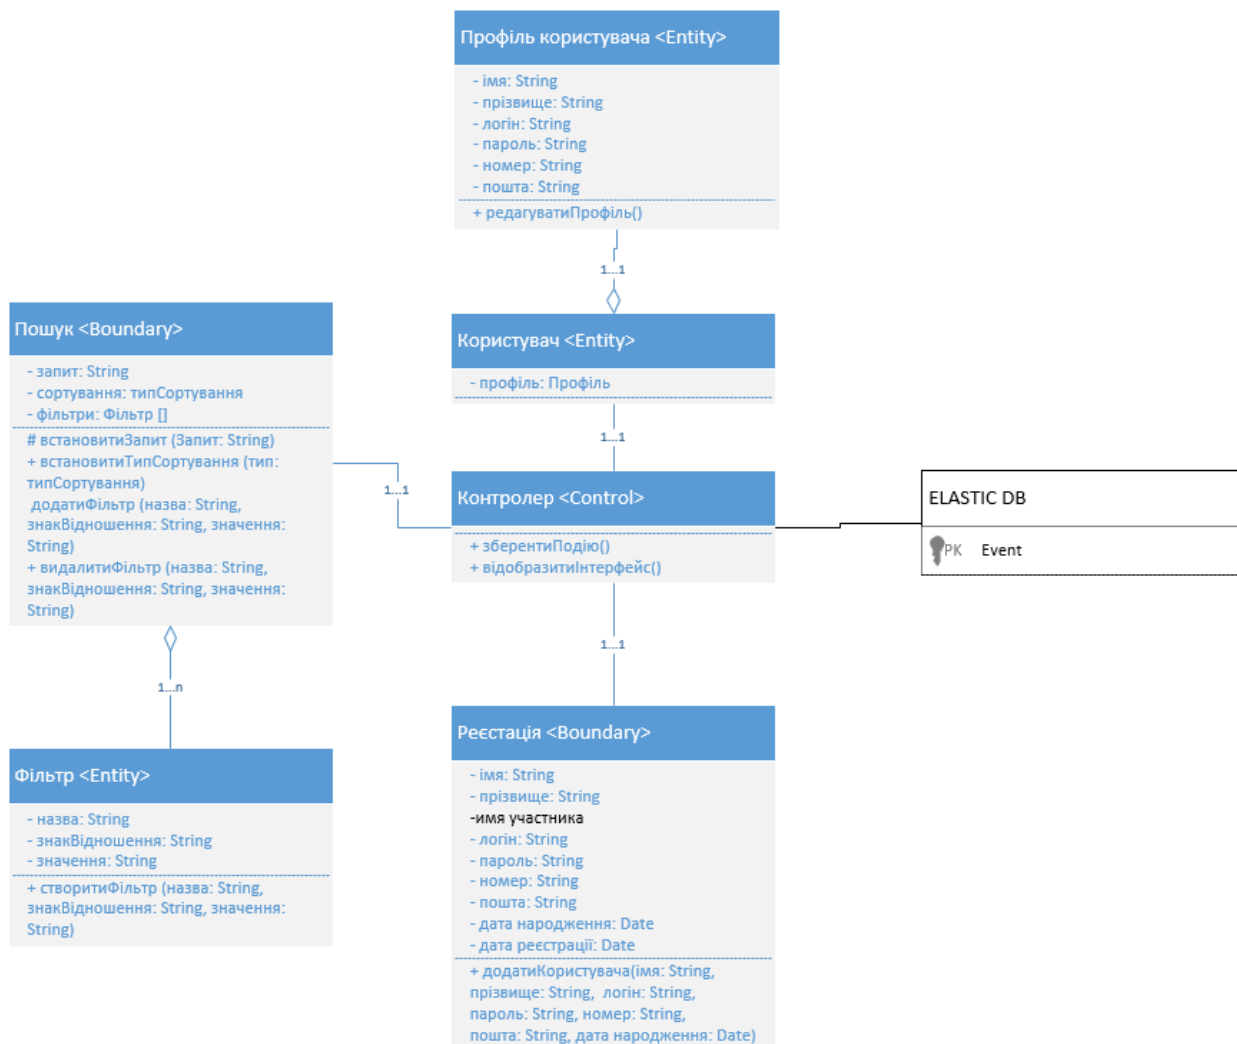 Профіль користувача <Entity>
- імя: String
- прізвище: String
- логін: String
- пароль: String
- номер: String
- пошта: String
+ редагуватиПрофіль()
1...1
Користувач <Entity>
- профіль: Профіль
1...1
Пошук <Boundary>
- запит: String
- сортування: типСортування
- фільтри: Фільтр []
# встановитиЗапит (Запит: String)
+ встановитиТипСортування (тип:
типСортування)
додатиФільтр (назва: String,
знакВідношення: String, значення:
String)
+ видалитиФільтр (назва: String,
знакВідношення: String, значення:
String)
1...1
Контролер <Control>
+ зберентиПодію()
+ відобразитиІнтерфейс()
ELASTIC DB
PK Event
1...n
1...1
Фільтр <Entity>
- назва: String
- знакВідношення: String
- значення: String
+ створитиФільтр (назва: String,
знакВідношення: String, значення:
String)
Реєстація <Boundary>
- імя: String
- прізвище: String
-имя участника
- логін: String
- пароль: String
- номер: String
- пошта: String
- дата народження: Date
- дата реєстрації: Date
+ додатиКористувача(імя: String,
прізвище: String, логін: String,
пароль: String, номер: String,
пошта: String, дата народження: Date)